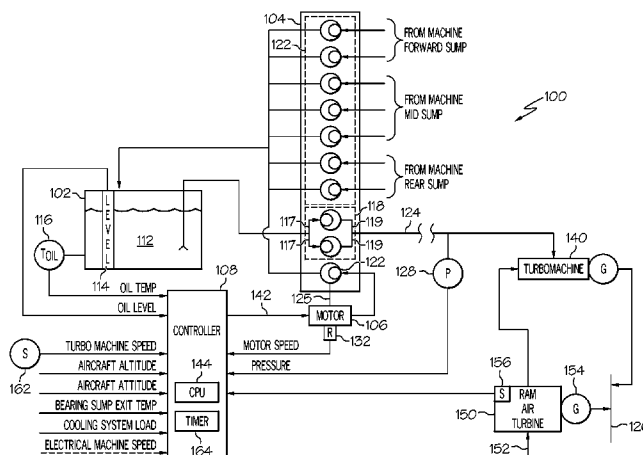 104
122
FROM MACHINE
FORWARD SUMP
FROM MACHINE
MID SUMP
100
FROM MACHINE
REAR SUMP
102
LEVEL
112
114
116
TOIL
117
117
118
119
119
124
122
125
128
P
140
TURBOMACHINE
G
OIL TEMP
OIL LEVEL
108
CONTROLLER
142
MOTOR
106
R
132
S
162
TURBO MACHINE SPEED
AIRCRAFT ALTITUDE
AIRCRAFT ATTITUDE
BEARING SUMP EXIT TEMP
COOLING SYSTEM LOAD
ELECTRICAL MACHINE SPEED
MOTOR SPEED
PRESSURE
144
CPU
TIMER
164
156
S
150
RAM
AIR
TURBINE
154
G
152